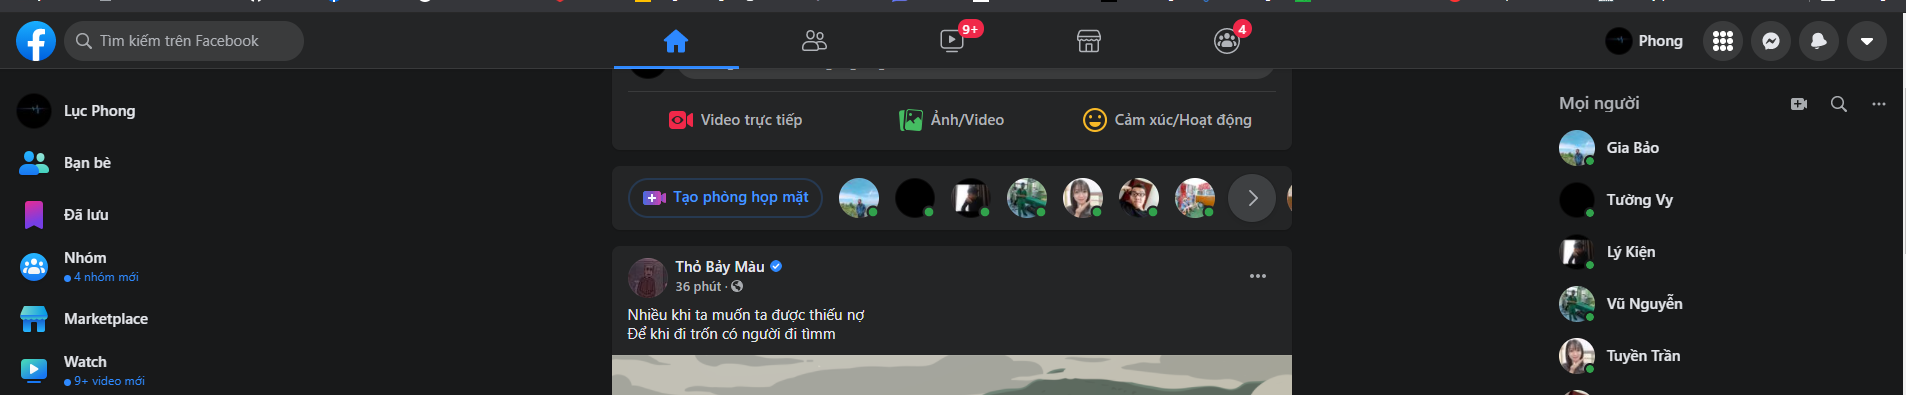 Tìm kiếm trên Facebook
9+
4
Phong
Lục Phong
Bạn bè
Đã lưu
Nhóm
4 nhóm mới
Marketplace
Watch
9+ video mới
Video trực tiếp
Ảnh/Video
Cảm xúc/Hoạt động
Tạo phòng họp mặt
Thỏ Bảy Màu
36 phút ·
Nhiều khi ta muốn ta được thiếu nợ
Để khi đi trốn có người đi tìmm
Mọi người
Gia Bảo
Tường Vy
Lý Kiện
Vũ Nguyễn
Tuyền Trần